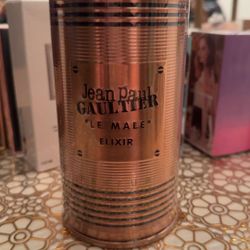 Jean Paul
GAULTIER
"LE MALE"
ELIXIR